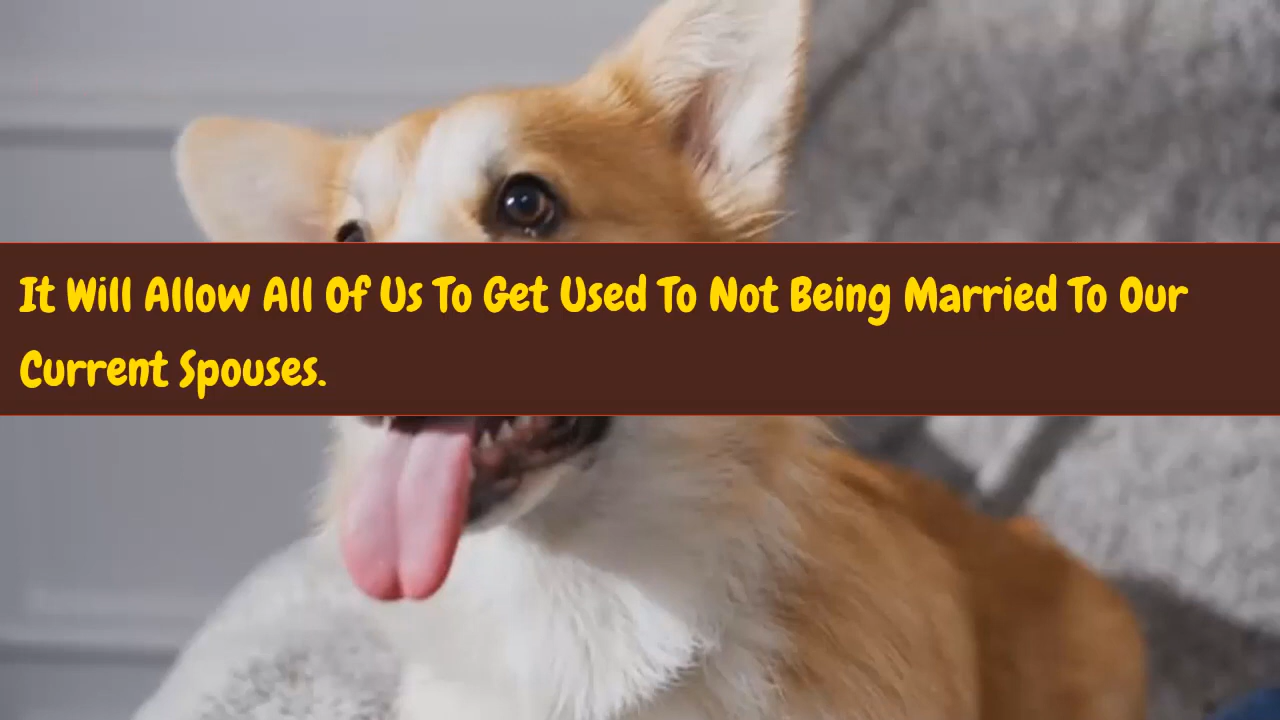 It Will Allow All Of Us To Get Used To Not Being Married To Our
Current Spouses.